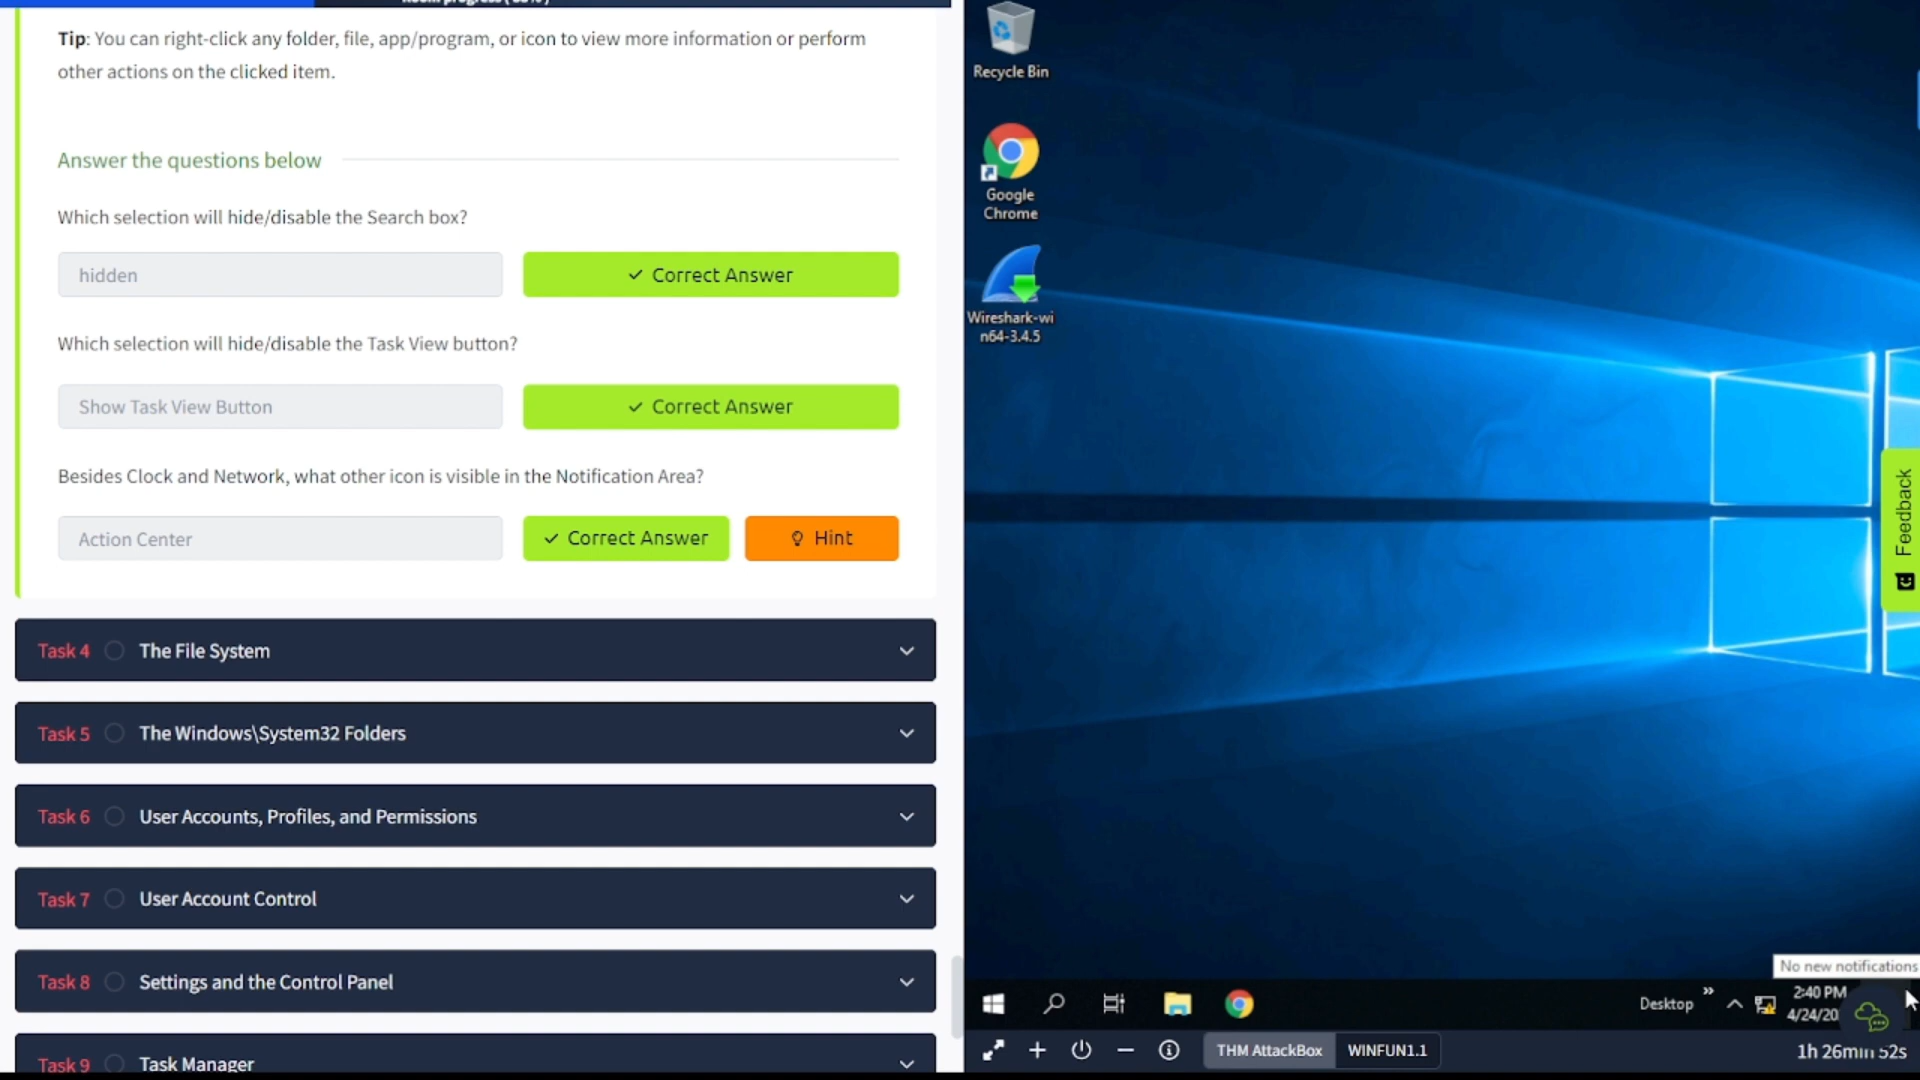 Tip: You can right-click any folder, file, app/program, or icon to view more information or perform
other actions on the clicked item.
Answer the questions below
Which selection will hide/disable the Search box?
hidden
✓ Correct Answer
Which selection will hide/disable the Task View button?
Show Task View Button
✓ Correct Answer
Besides Clock and Network, what other icon is visible in the Notification Area?
Action Center
✓ Correct Answer
Hint
Task 4 The File System
Task 5 The Windows\System32 Folders
Task 6 User Accounts, Profiles, and Permissions
Task 7 User Account Control
Task 8 Settings and the Control Panel
Task 9 Task Manager
Recycle Bin
Google
Chrome
Wireshark-wi
n64-3.4.5
Feedback
No new notifications
Desktop »
2:40 PM
4/24/20
THM AttackBox
WINFUN1.1
1h 26min 52s